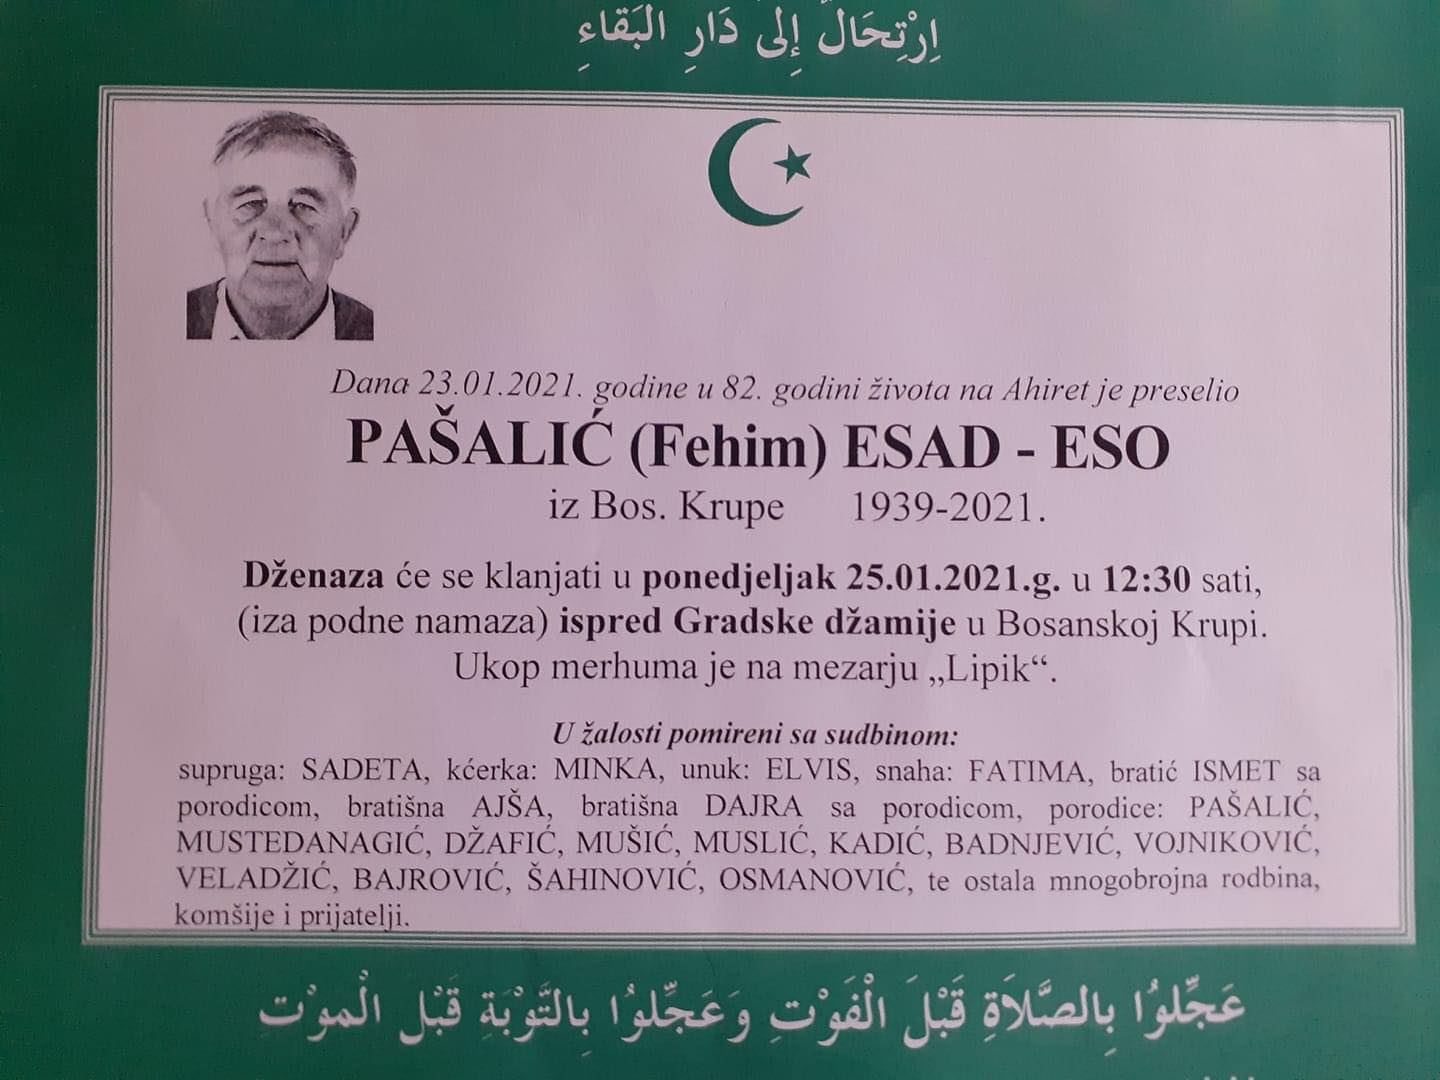 اِرْتِحَالٌ إِلى دَارِ الْبَقَاءِ
Dana 23.01.2021. godine u 82. godini života na Ahiret je preselio
PAŠALIĆ (Fehim) ESAD - ESO
iz Bos. Krupe 1939-2021.
Dženaza će se klanjati u ponedjeljak 25.01.2021.g. u 12:30 sati,
(iza podne namaza) ispred Gradske džamije u Bosanskoj Krupi.
Ukop merhuma je na mezarju „Lipik“.
U žalosti pomireni sa sudbinom:
supruga: SADETA, kćerka: MINKA, unuk: ELVIS, snaha: FATIMA, bratić ISMET sa
porodicom, bratišna AJŠA, bratišna DAJRA sa porodicom, porodice: PAŠALIĆ,
MUSTEDANAGIĆ, DŽAFIĆ, MUŠIĆ, MUSLIĆ, KADIĆ, BADNJEVIĆ, VOJNIKOVIĆ,
VELADŽIĆ, BAJROVIĆ, ŠAHINOVIĆ, OSMANOVIĆ, te ostala mnogobrojna rodbina,
komšije i prijatelji.
عَجِّلوُا بِالصَّلاَةِ قَبْلَ الْفَوْتِ وَعَجِّلوُا بِالتَّوْبَةِ قَبْل الْموْت